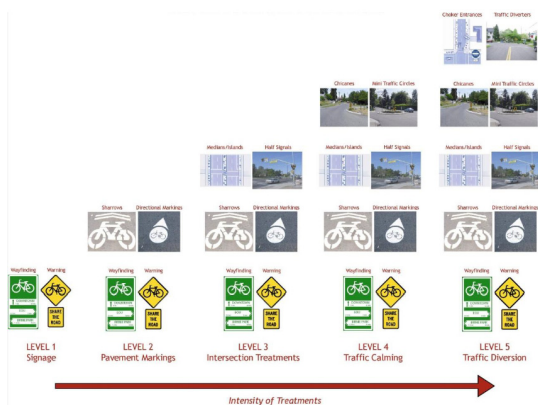 Choker Entrances Traffic Diverters
Chicanes Mini Traffic Circles Chicanes Mini Traffic Circles
Medians/Islands Half Signals Medians/Islands Half Signals Medians/Islands Half Signals
Sharrows Directional Markings Sharrows Directional Markings Sharrows Directional Markings Sharrows Directional Markings
Wayfinding Warning Wayfinding Warning Wayfinding Warning Wayfinding Warning Wayfinding Warning
SHARE THE ROAD SHARE THE ROAD SHARE THE ROAD SHARE THE ROAD SHARE THE ROAD
LEVEL 1 LEVEL 2 LEVEL 3 LEVEL 4 LEVEL 5
Signage Pavement Markings Intersection Treatments Traffic Calming Traffic Diversion
Intensity of Treatments